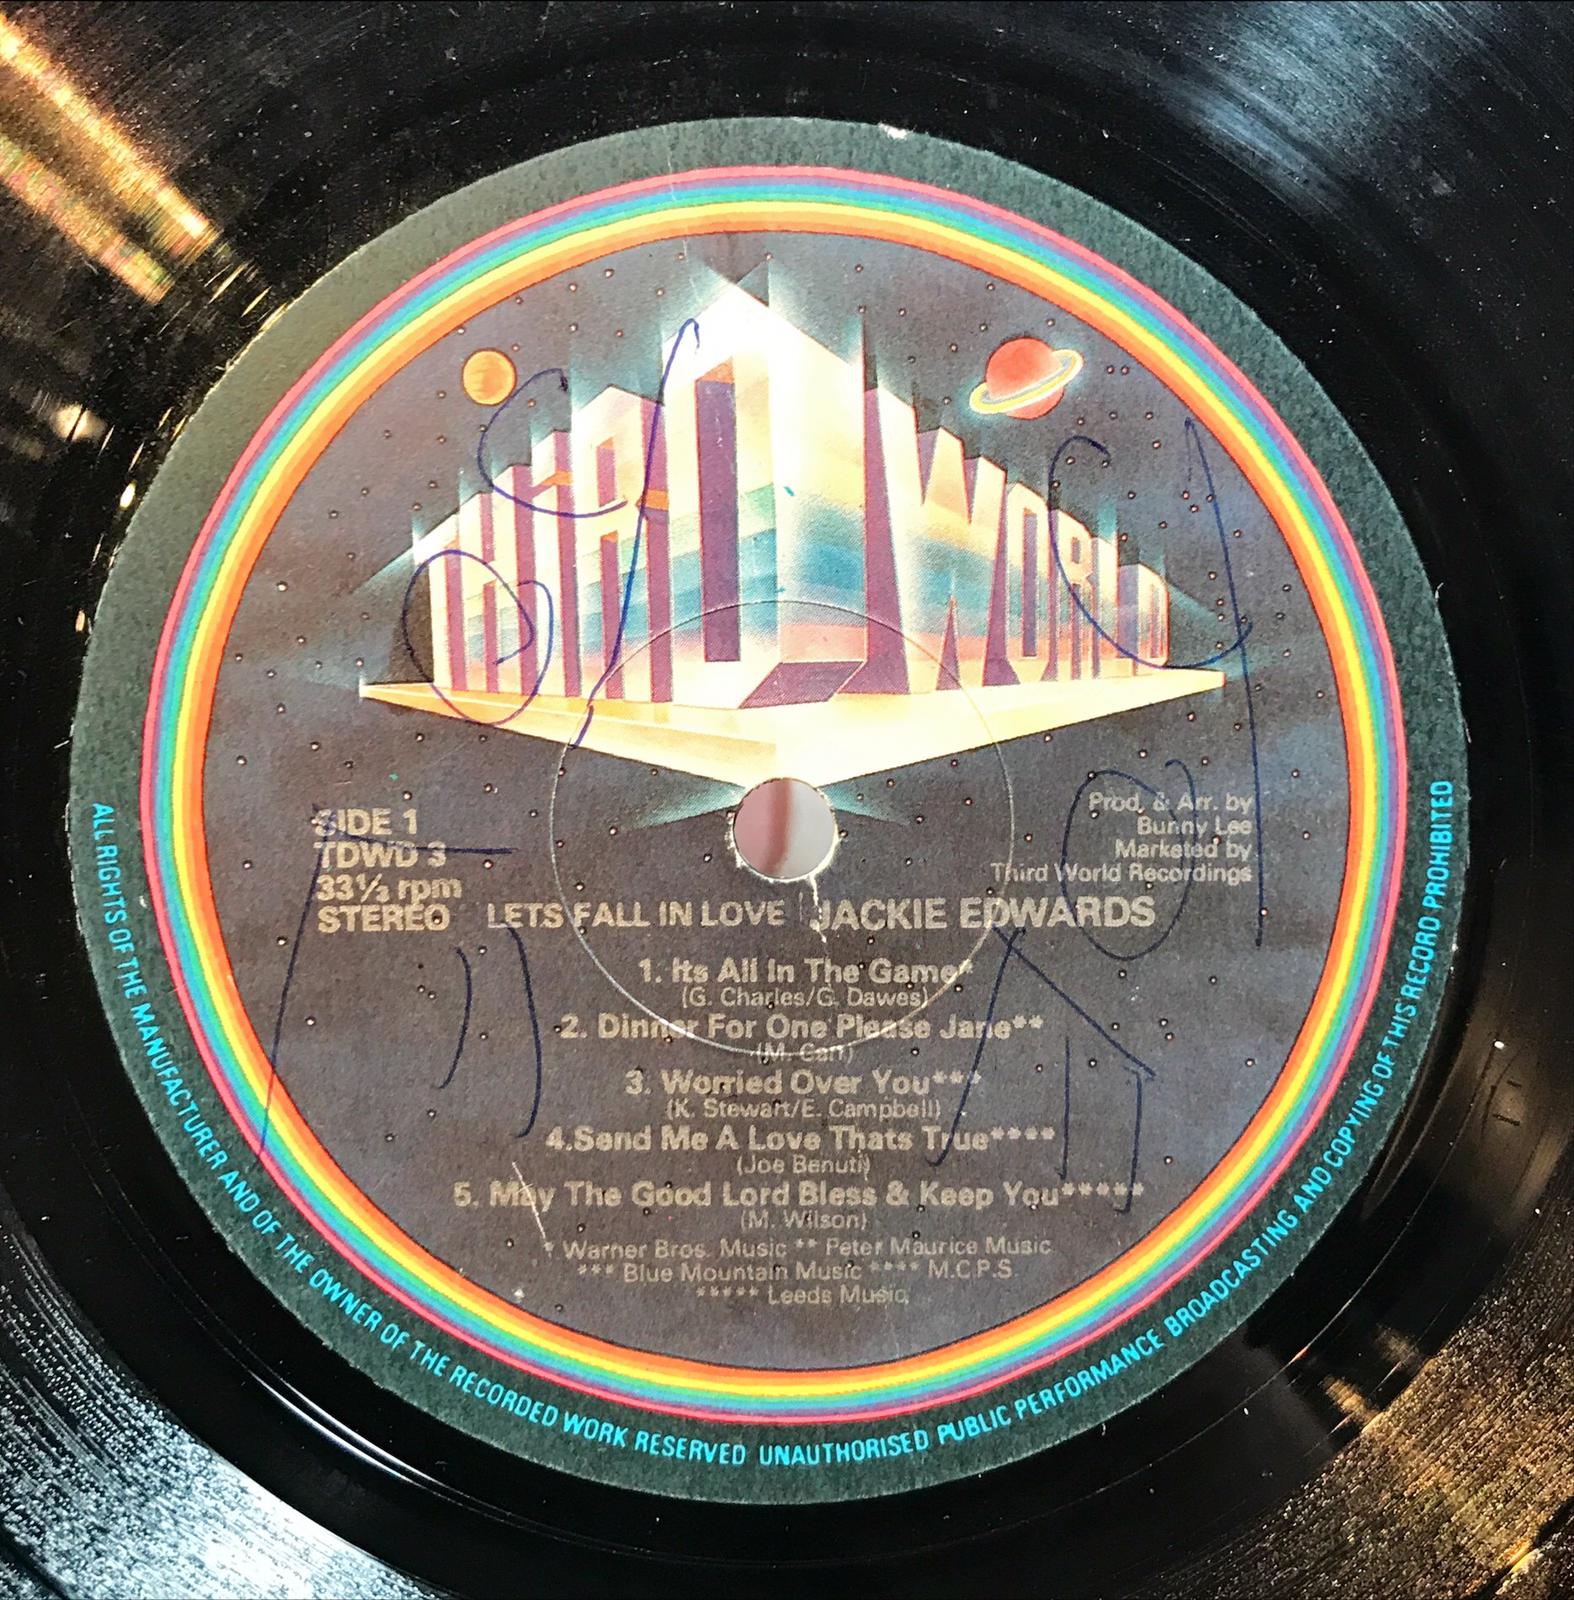 THIRD WORLD
SIDE 1
TDWD 3
33⅓ rpm
STEREO
Prod. & Arr. by
Bunny Lee
Marketed by
Third World Recordings
LETS FALL IN LOVE JACKIE EDWARDS
1. Its All In The Game*
(G. Charles/G. Dawes)
2. Dinner For One Please Jane**
(M. Carr)
3. Worried Over You***
(K. Stewart/E. Campbell)
4.Send Me A Love Thats True****
(Joe Benuti)
5. May The Good Lord Bless & Keep You*****
(M. Wilson)
* Warner Bros. Music ** Peter Maurice Music
*** Blue Mountain Music **** M.C.P.S.
***** Leeds Music
ALL RIGHTS OF THE MANUFACTURER AND OF THE OWNER OF THE RECORDED WORK RESERVED UNAUTHORISED PUBLIC PERFORMANCE BROADCASTING AND COPYING OF THIS RECORD PROHIBITED